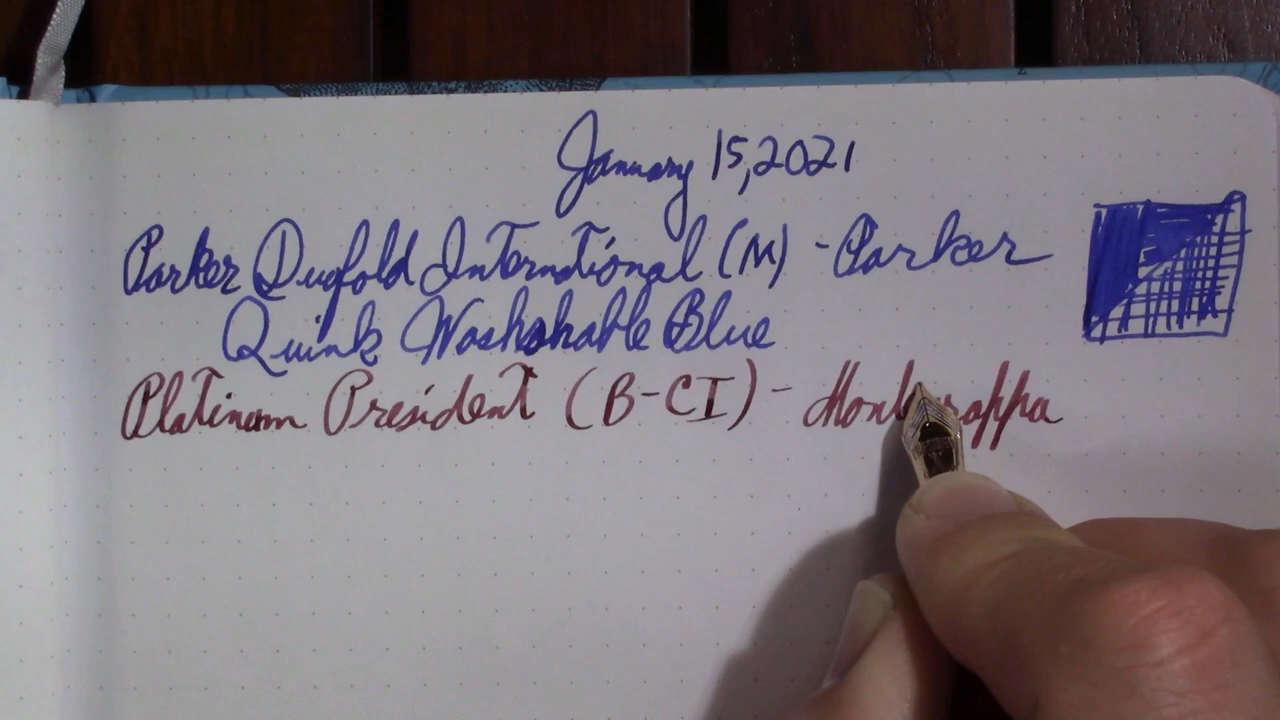 January 15, 2021
Parker Duofold International (M) - Parker
Quink Washable Blue
Platinum President (B-CI) -